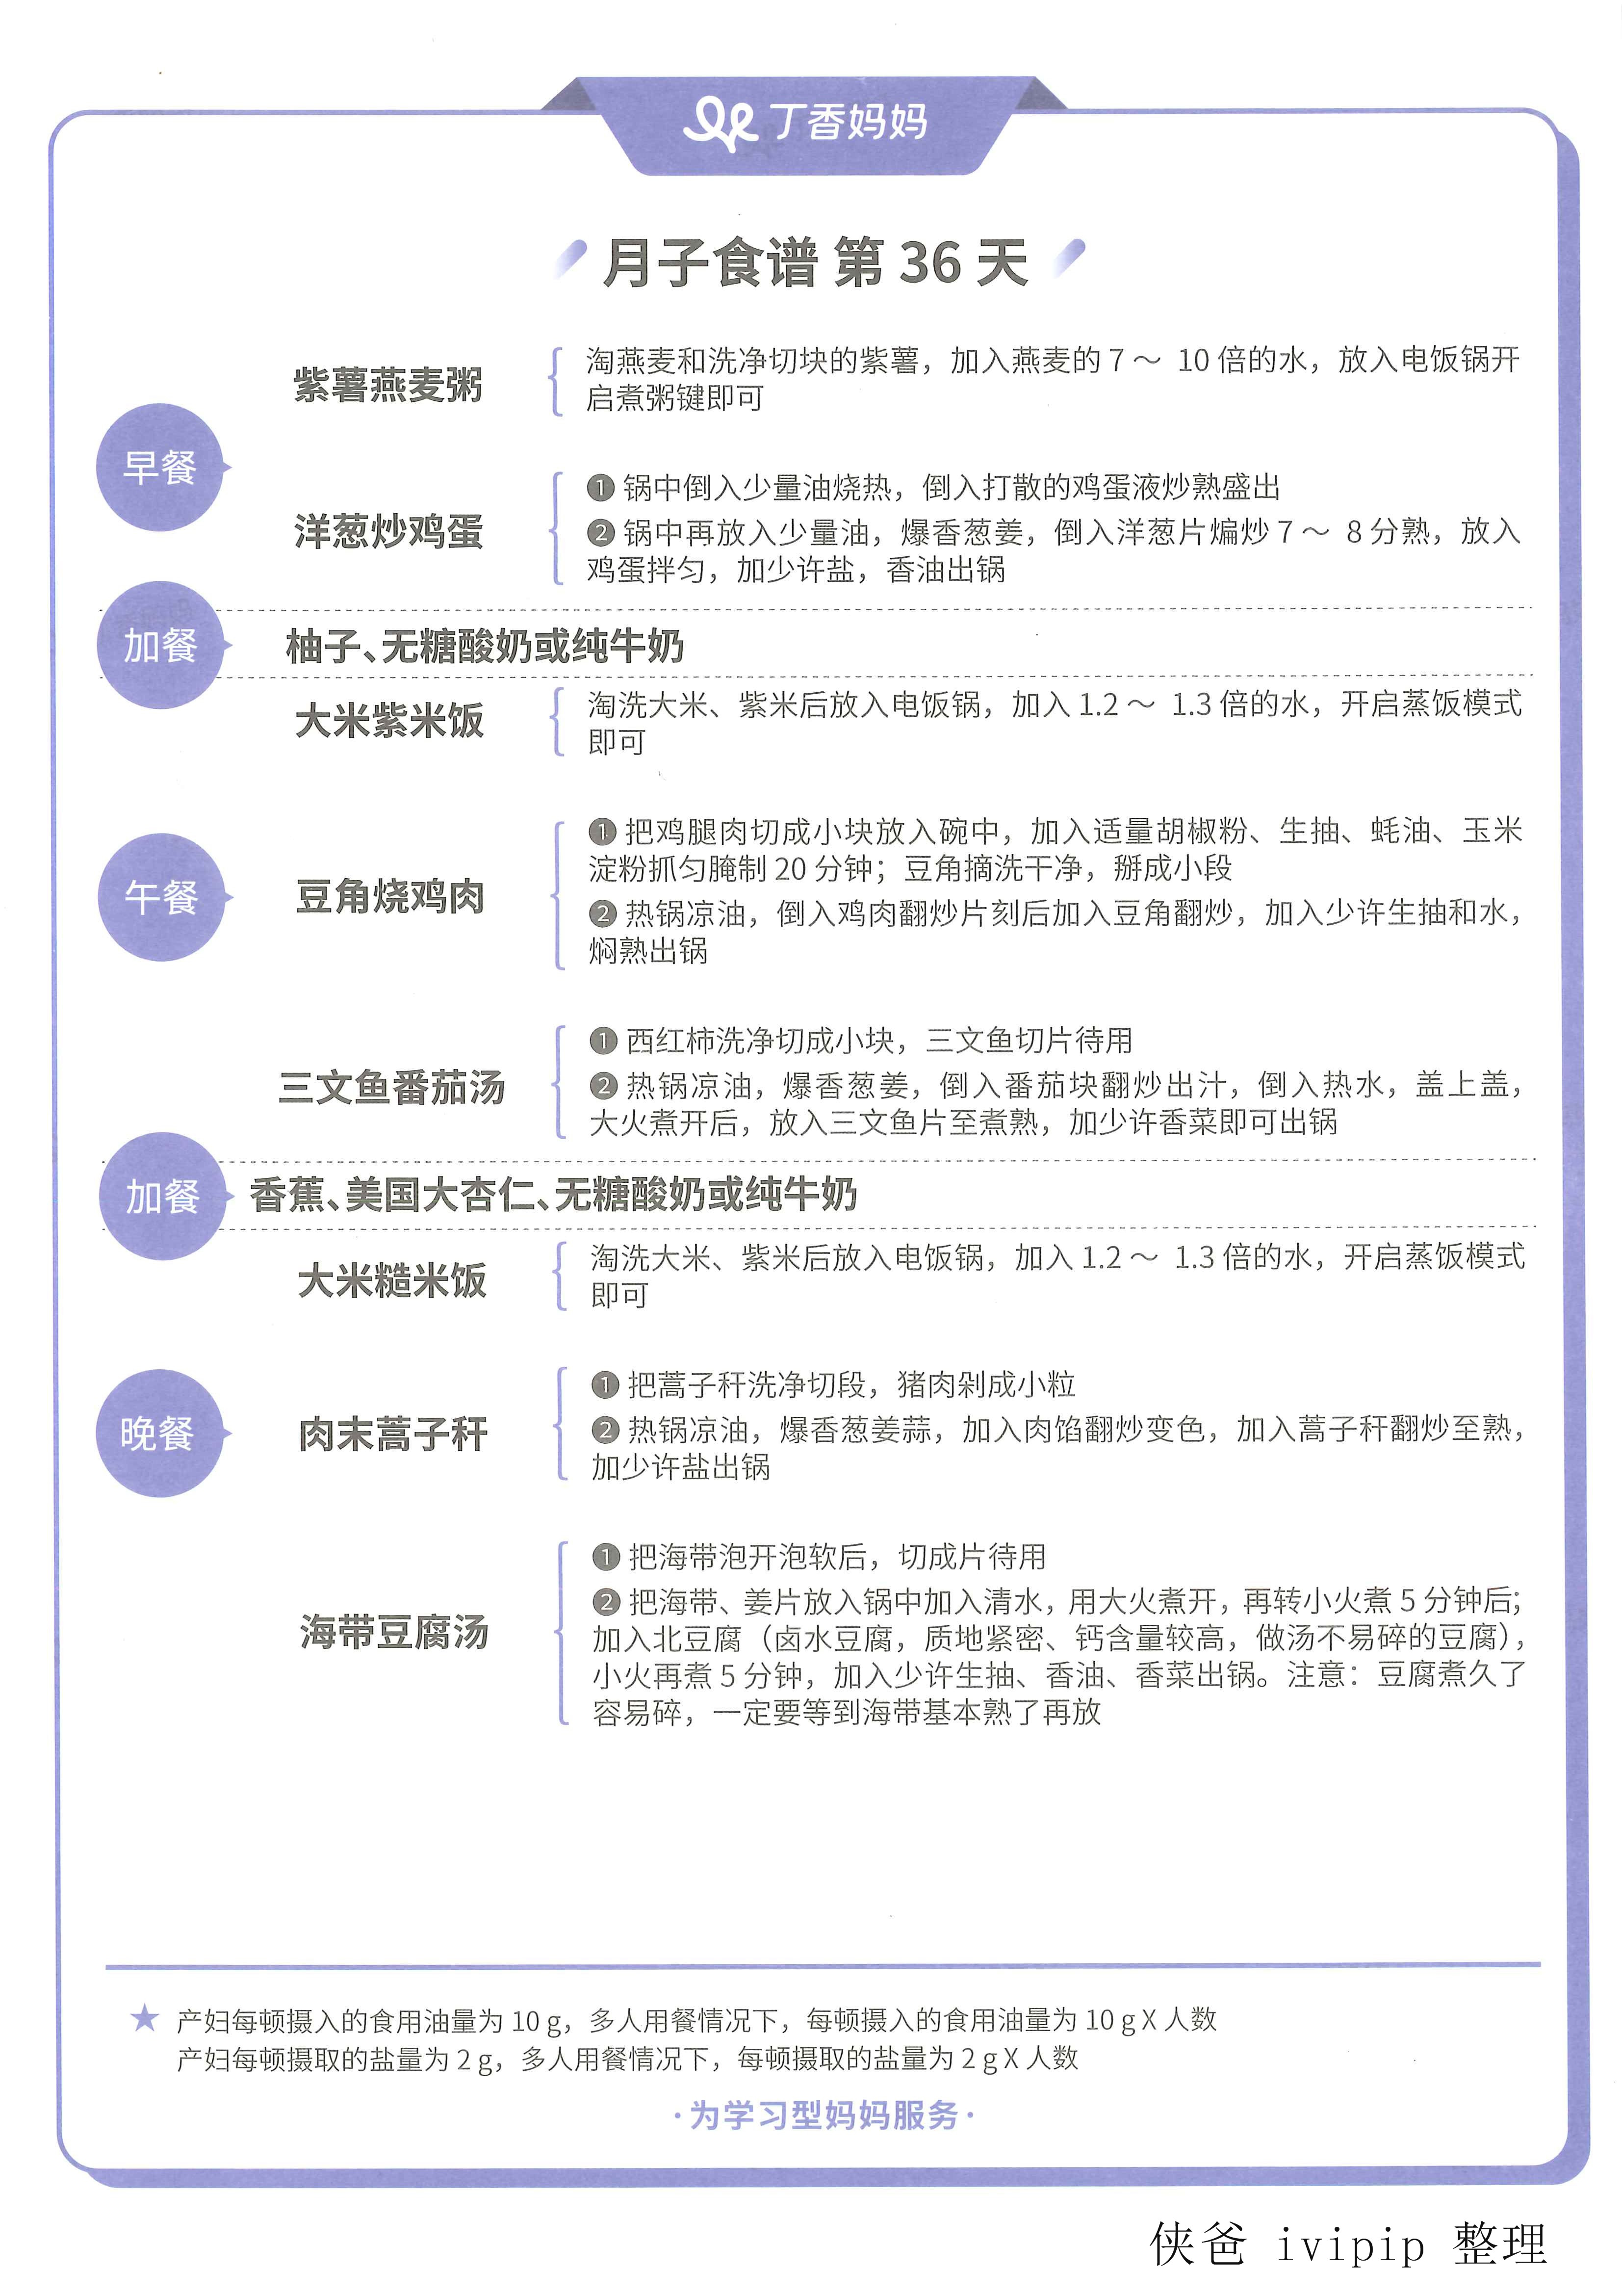 丁香妈妈
月子食谱 第 36 天
早餐
紫薯燕麦粥
淘燕麦和洗净切块的紫薯，加入燕麦的 7～ 10 倍的水，放入电饭锅开
启煮粥键即可
洋葱炒鸡蛋
❶ 锅中倒入少量油烧热，倒入打散的鸡蛋液炒熟盛出
❷ 锅中再放入少量油，爆香葱姜，倒入洋葱片煸炒 7～ 8 分熟，放入
鸡蛋拌匀，加少许盐，香油出锅
加餐
柚子、无糖酸奶或纯牛奶
午餐
大米紫米饭
淘洗大米、紫米后放入电饭锅，加入 1.2～ 1.3 倍的水，开启蒸饭模式
即可
豆角烧鸡肉
❶ 把鸡腿肉切成小块放入碗中，加入适量胡椒粉、生抽、蚝油、玉米
淀粉抓匀腌制 20 分钟；豆角摘洗干净，掰成小段
❷ 热锅凉油，倒入鸡肉翻炒片刻后加入豆角翻炒，加入少许生抽和水，
焖熟出锅
三文鱼番茄汤
❶ 西红柿洗净切成小块，三文鱼切片待用
❷ 热锅凉油，爆香葱姜，倒入番茄块翻炒出汁，倒入热水，盖上盖，
大火煮开后，放入三文鱼片至煮熟，加少许香菜即可出锅
加餐
香蕉、美国大杏仁、无糖酸奶或纯牛奶
晚餐
大米糙米饭
淘洗大米、紫米后放入电饭锅，加入 1.2～ 1.3 倍的水，开启蒸饭模式
即可
肉末蒿子秆
❶ 把蒿子秆洗净切段，猪肉剁成小粒
❷ 热锅凉油，爆香葱姜蒜，加入肉馅翻炒变色，加入蒿子秆翻炒至熟，
加少许盐出锅
海带豆腐汤
❶ 把海带泡开泡软后，切成片待用
❷ 把海带、姜片放入锅中加入清水，用大火煮开，再转小火煮 5 分钟后；
加入北豆腐（卤水豆腐，质地紧密、钙含量较高，做汤不易碎的豆腐），
小火再煮 5 分钟，加入少许生抽、香油、香菜出锅。注意：豆腐煮久了
容易碎，一定要等到海带基本熟了再放
★ 产妇每顿摄入的食用油量为 10 g，多人用餐情况下，每顿摄入的食用油量为 10 g X 人数
产妇每顿摄取的盐量为 2 g，多人用餐情况下，每顿摄取的盐量为 2 g X 人数
·为学习型妈妈服务·
侠爸 ivipip 整理